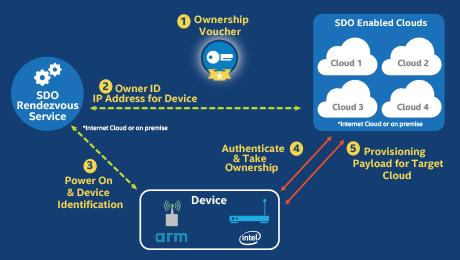 1 Ownership
Voucher
SDO Enabled Clouds
Cloud 1
Cloud 2
Cloud 3
Cloud 4
*Internet Cloud or on premise
SDO
Rendezvous
Service
2 Owner ID
IP Address for Device
*Internet Cloud or on premise
3
Power On
& Device
Identification
Authenticate 4
& Take
Ownership
5 Provisioning
Payload for Target
Cloud
Device
arm
intel